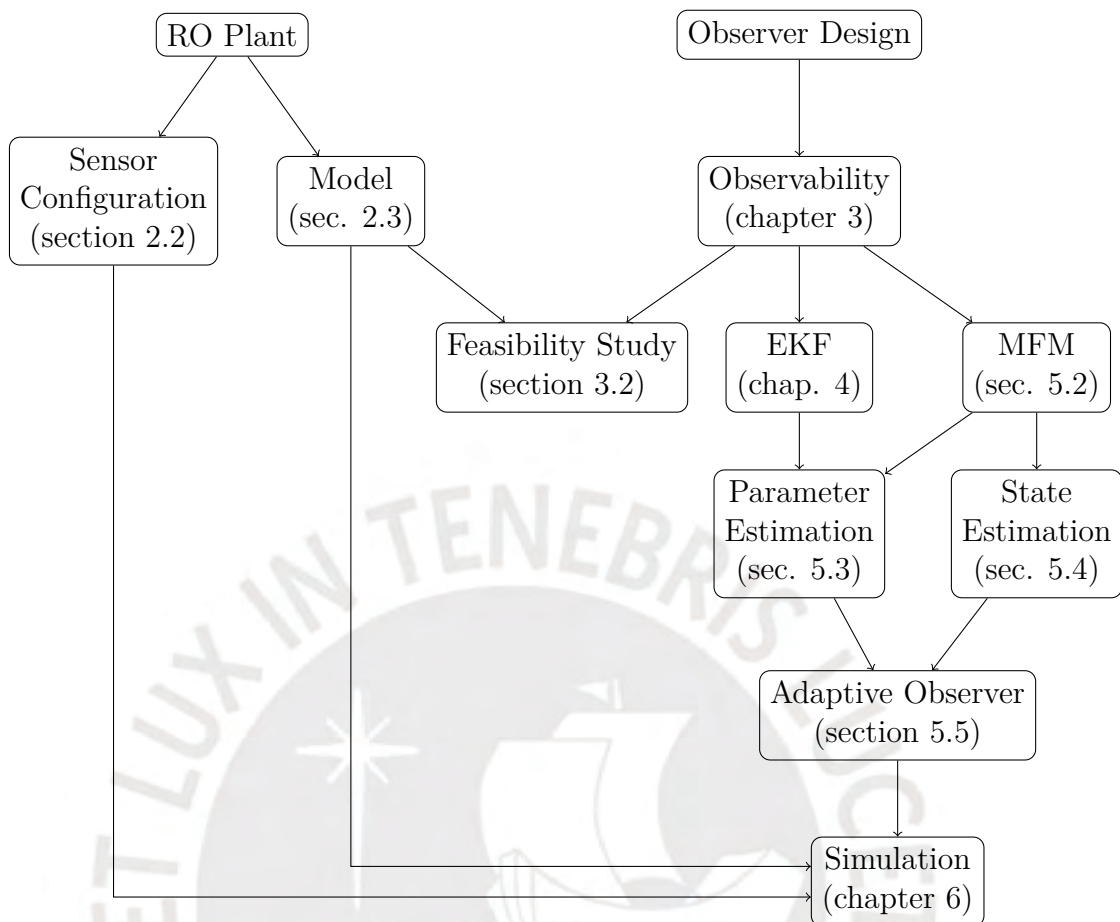 RO Plant
Observer Design
Sensor
Configuration
(section 2.2)
Model
(sec. 2.3)
Observability
(chapter 3)
Feasibility Study
(section 3.2)
EKF
(chap. 4)
MFM
(sec. 5.2)
Parameter
Estimation
(sec. 5.3)
State
Estimation
(sec. 5.4)
Adaptive Observer
(section 5.5)
Simulation
(chapter 6)
ET LUX IN TENEBRIS LUCET